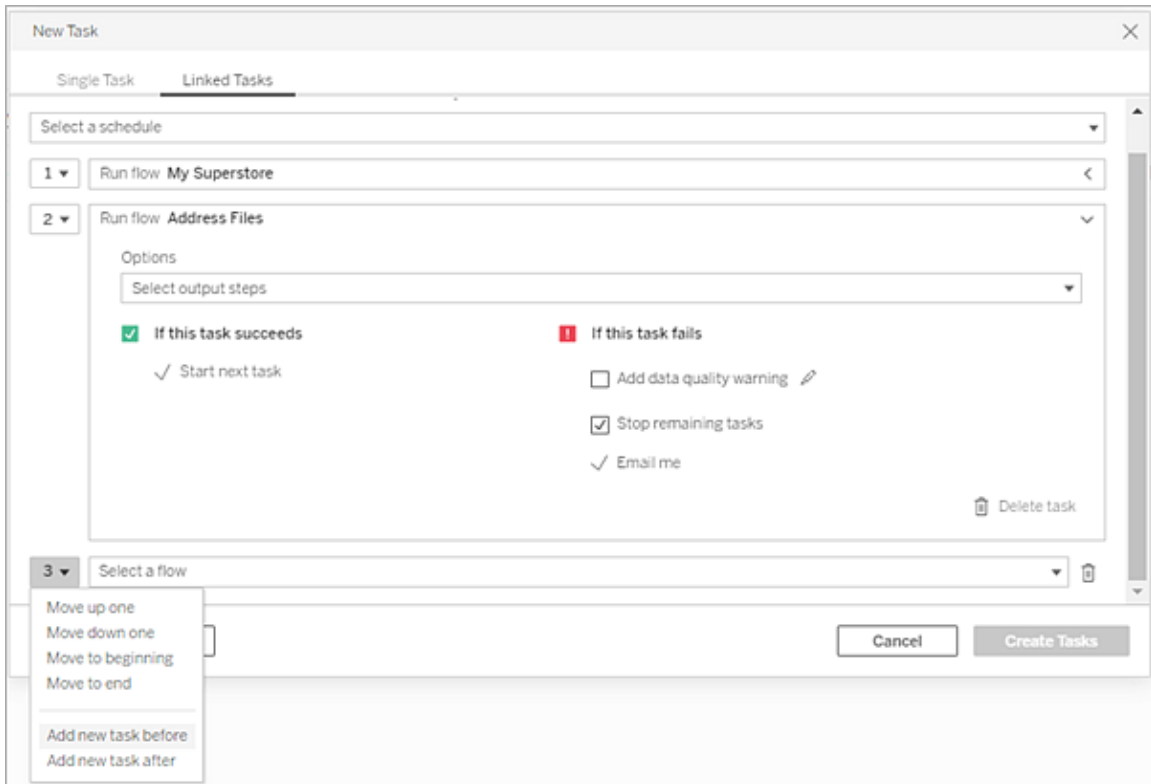 New Task
Single Task Linked Tasks
Select a schedule
1 Run flow My Superstore
2 Run flow Address Files
Options
Select output steps
If this task succeeds If this task fails
Start next task
Add data quality warning
Stop remaining tasks
Email me
Delete task
3 Select a flow
Move up one
Move down one
Move to beginning
Move to end
Add new task before
Add new task after
Cancel Create Tasks